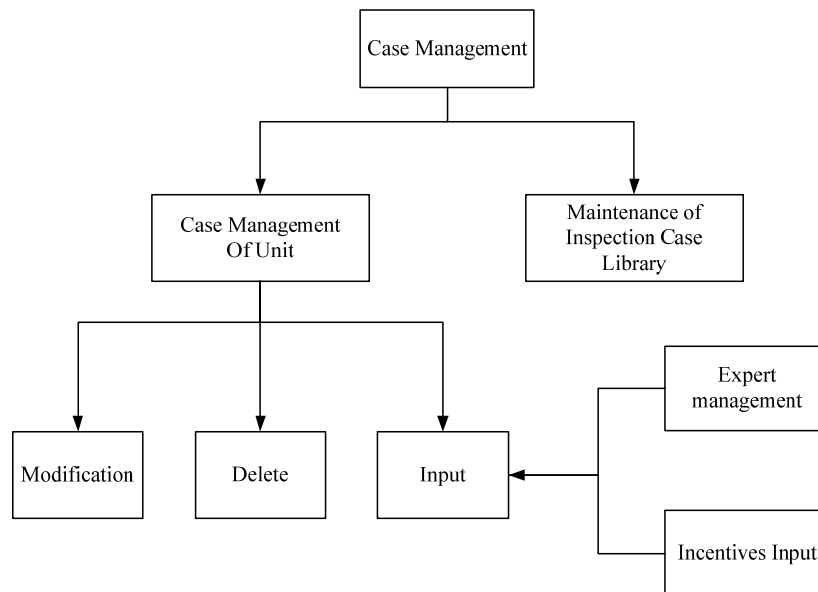 Case Management
Case Management
Of Unit
Maintenance of
Inspection Case
Library
Expert
management
Modification
Delete
Input
Incentives Input